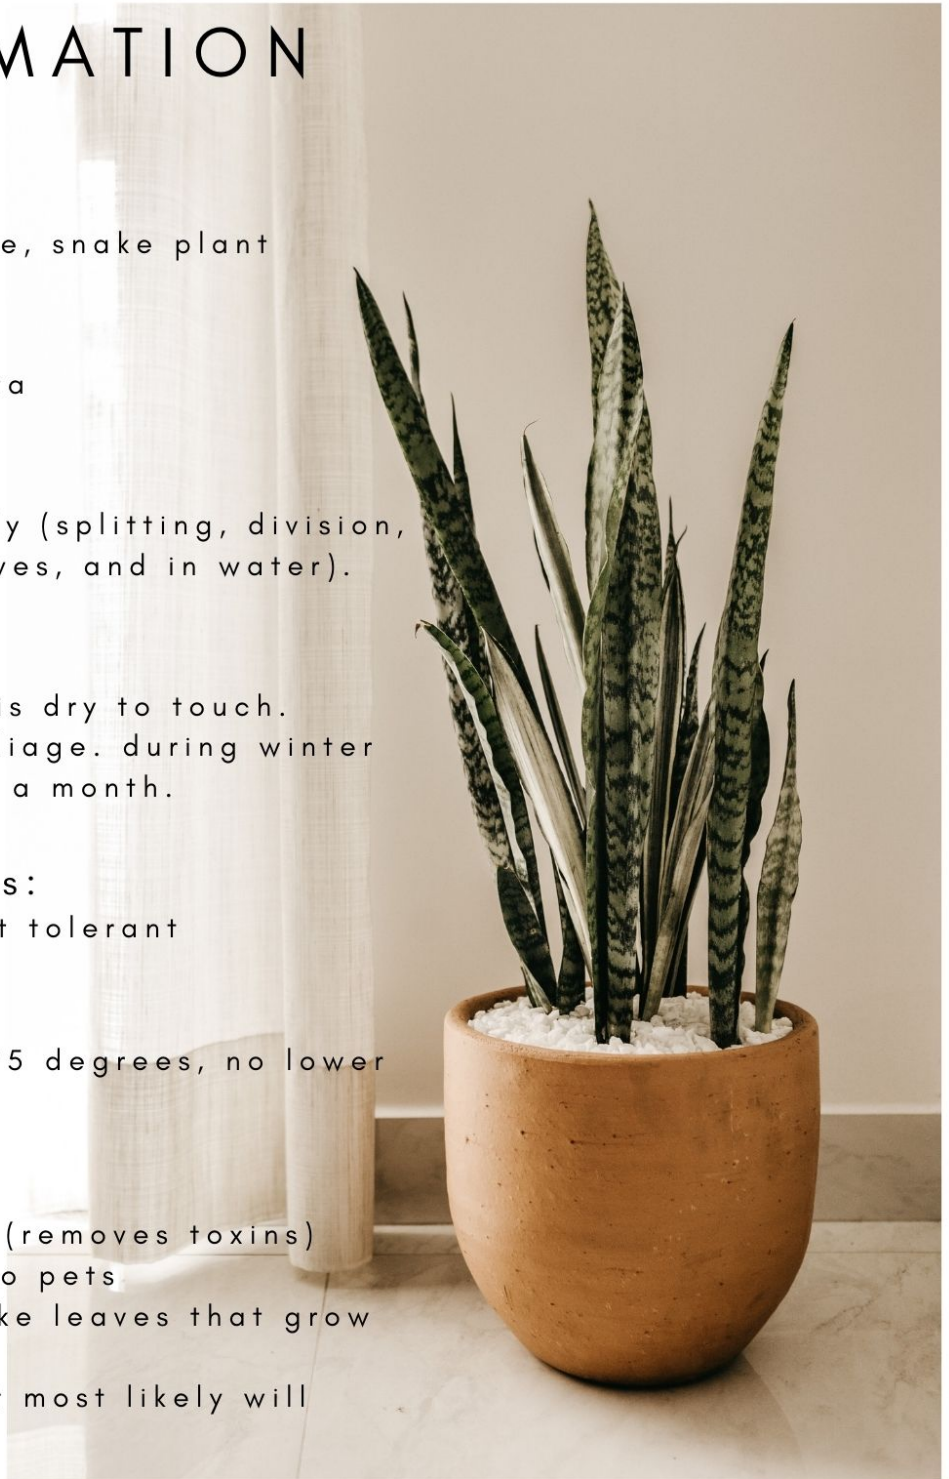 MATION
e, snake plant
a
y (splitting, division,
ves, and in water).
is dry to touch.
iage. during winter
a month.
s:
t tolerant
5 degrees, no lower
(removes toxins)
o pets
ke leaves that grow
most likely will